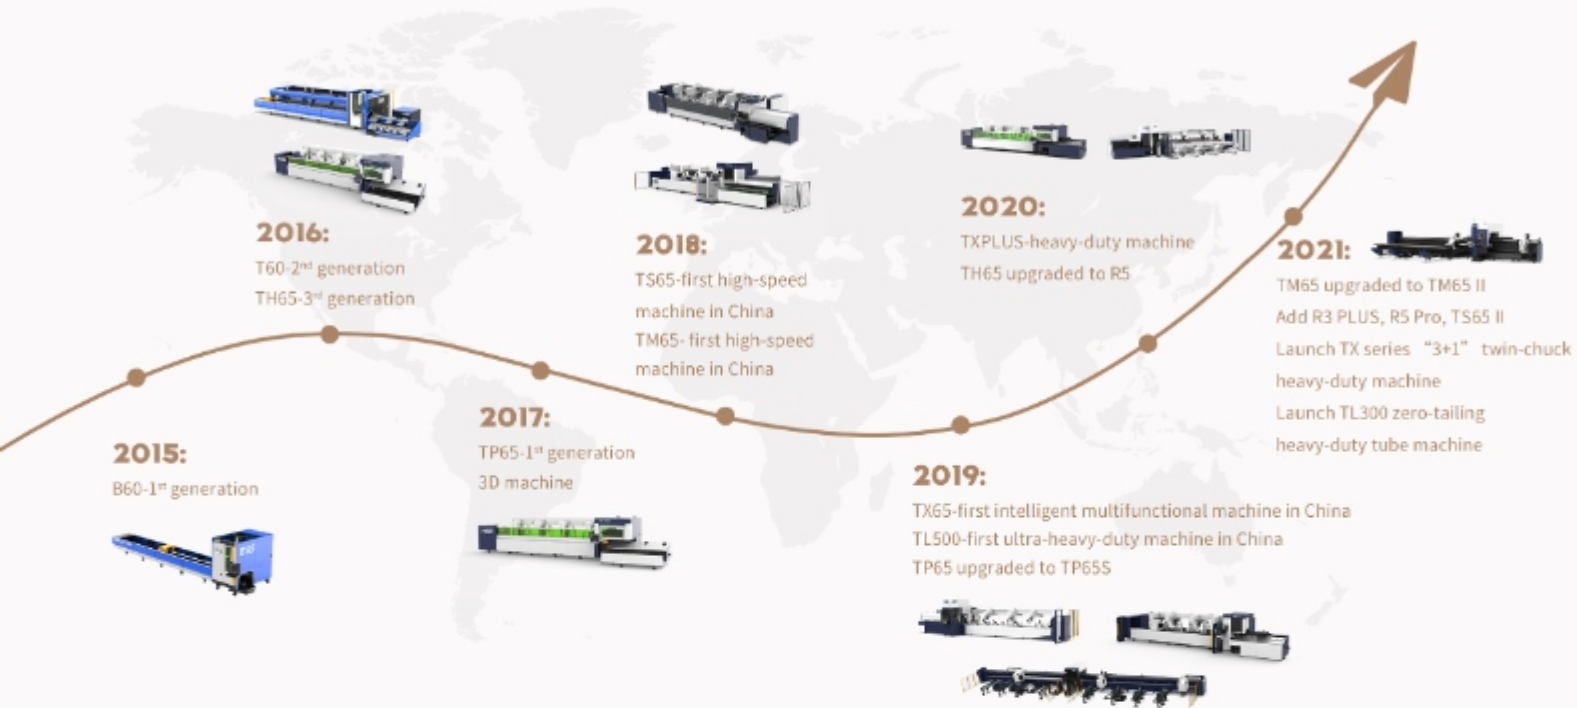 2015:
B60-1st generation
2016:
T60-2nd generation
TH65-3rd generation
2017:
TP65-1st generation
3D machine
2018:
TS65-first high-speed
machine in China
TM65- first high-speed
machine in China
2019:
TX65-first intelligent multifunctional machine in China
TL500-first ultra-heavy-duty machine in China
TP65 upgraded to TP65S
2020:
TXPLUS-heavy-duty machine
TH65 upgraded to R5
2021:
TM65 upgraded to TM65 II
Add R3 PLUS, R5 Pro, TS65 II
Launch TX series “3+1” twin-chuck
heavy-duty machine
Launch TL300 zero-tailing
heavy-duty tube machine